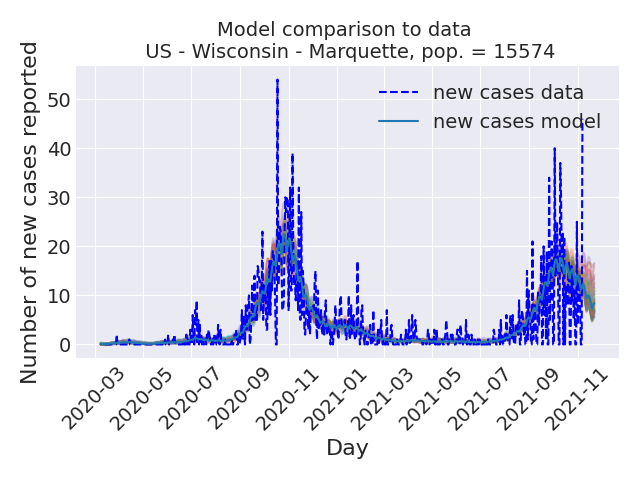 Model comparison to data
US - Wisconsin - Marquette, pop. = 15574
Number of new cases reported
50
40
30
20
10
0
new cases data
new cases model
2020-03
2020-05
2020-07
2020-09
2020-11
2021-01
2021-03
2021-05
2021-07
2021-09
2021-11
Day